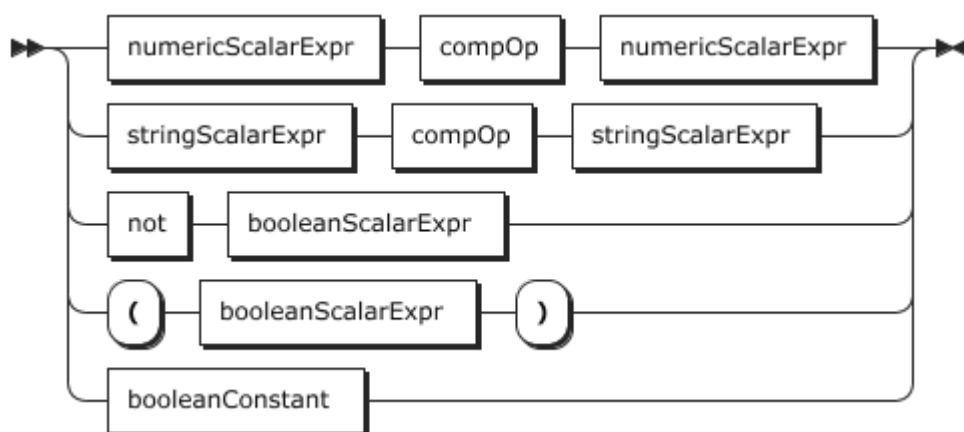 numericScalarExpr compOp numericScalarExpr
stringScalarExpr compOp stringScalarExpr
not booleanScalarExpr
( booleanScalarExpr )
booleanConstant